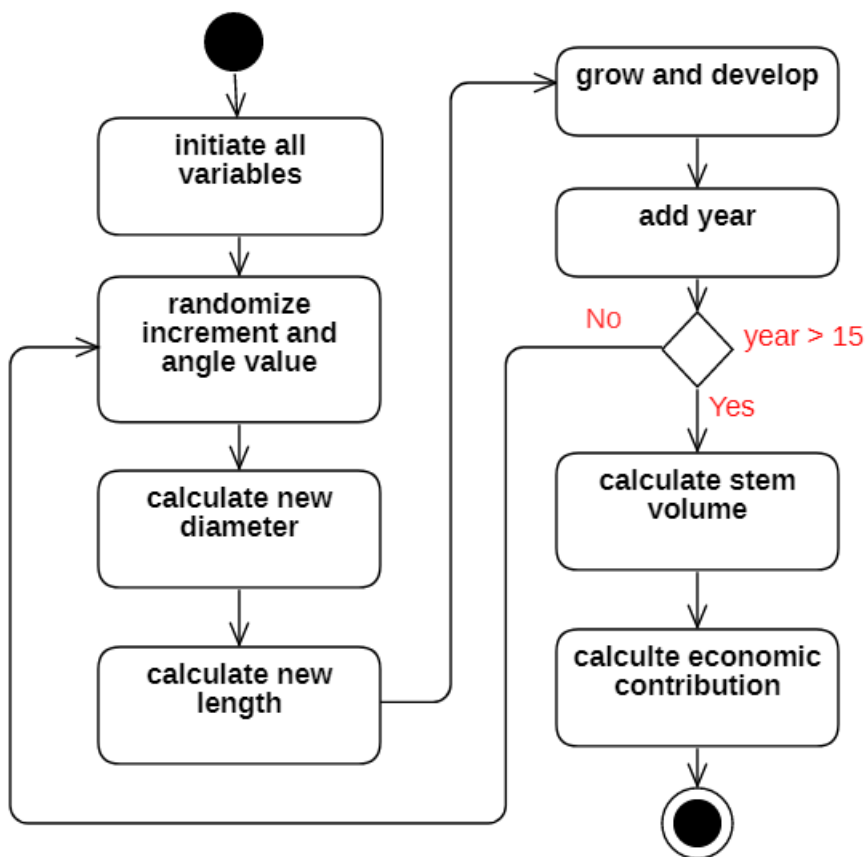 initiate all
variables
randomize
increment and
angle value
calculate new
diameter
calculate new
length
grow and develop
add year
No
year > 15
Yes
calculate stem
volume
calculte economic
contribution